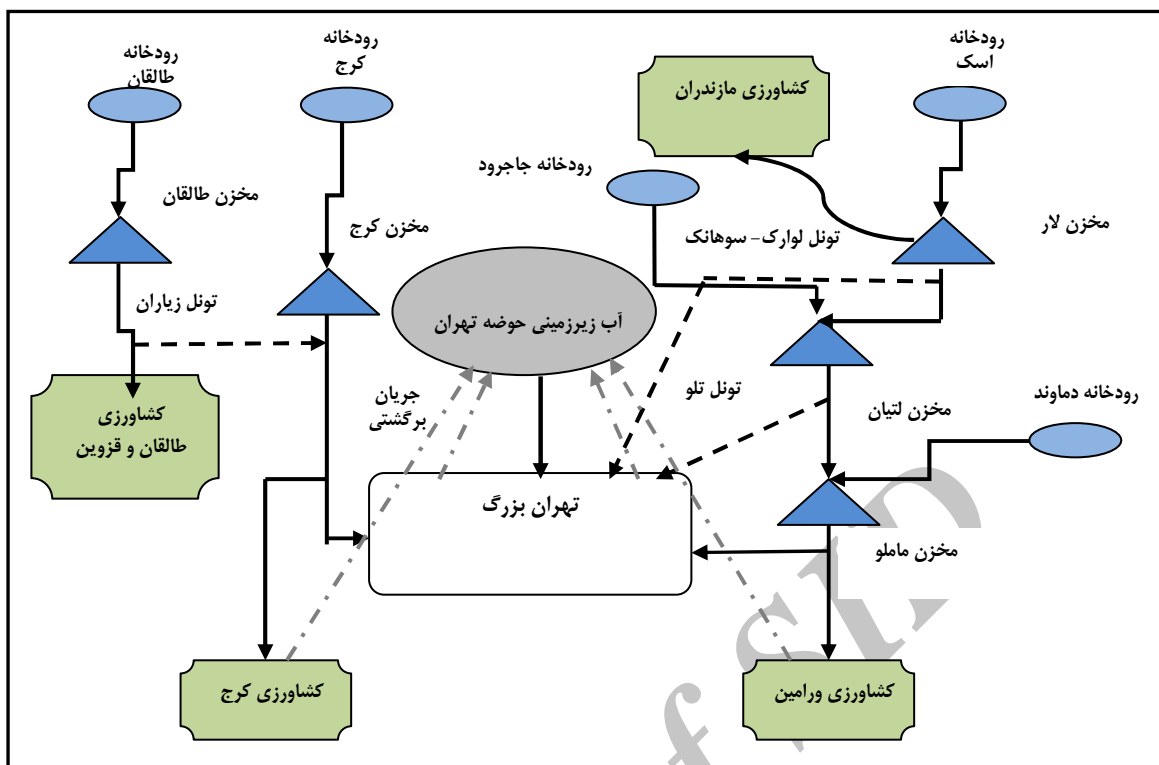 رودخانه
طالقان
رودخانه
کرج
رودخانه
اسک
کشاورزی مازندران
رودخانه جاجرود
مخزن طالقان
مخزن کرج
تونل لوارک- سوهانک
مخزن لار
تونل زیاران
آب زیرزمینی حوضه تهران
کشاورزی
طالقان و قزوین
جریان
برگشتی
تونل تلو
مخزن لتیان
رودخانه دماوند
تهران بزرگ
مخزن ماملو
کشاورزی کرج
کشاورزی ورامین
f SID